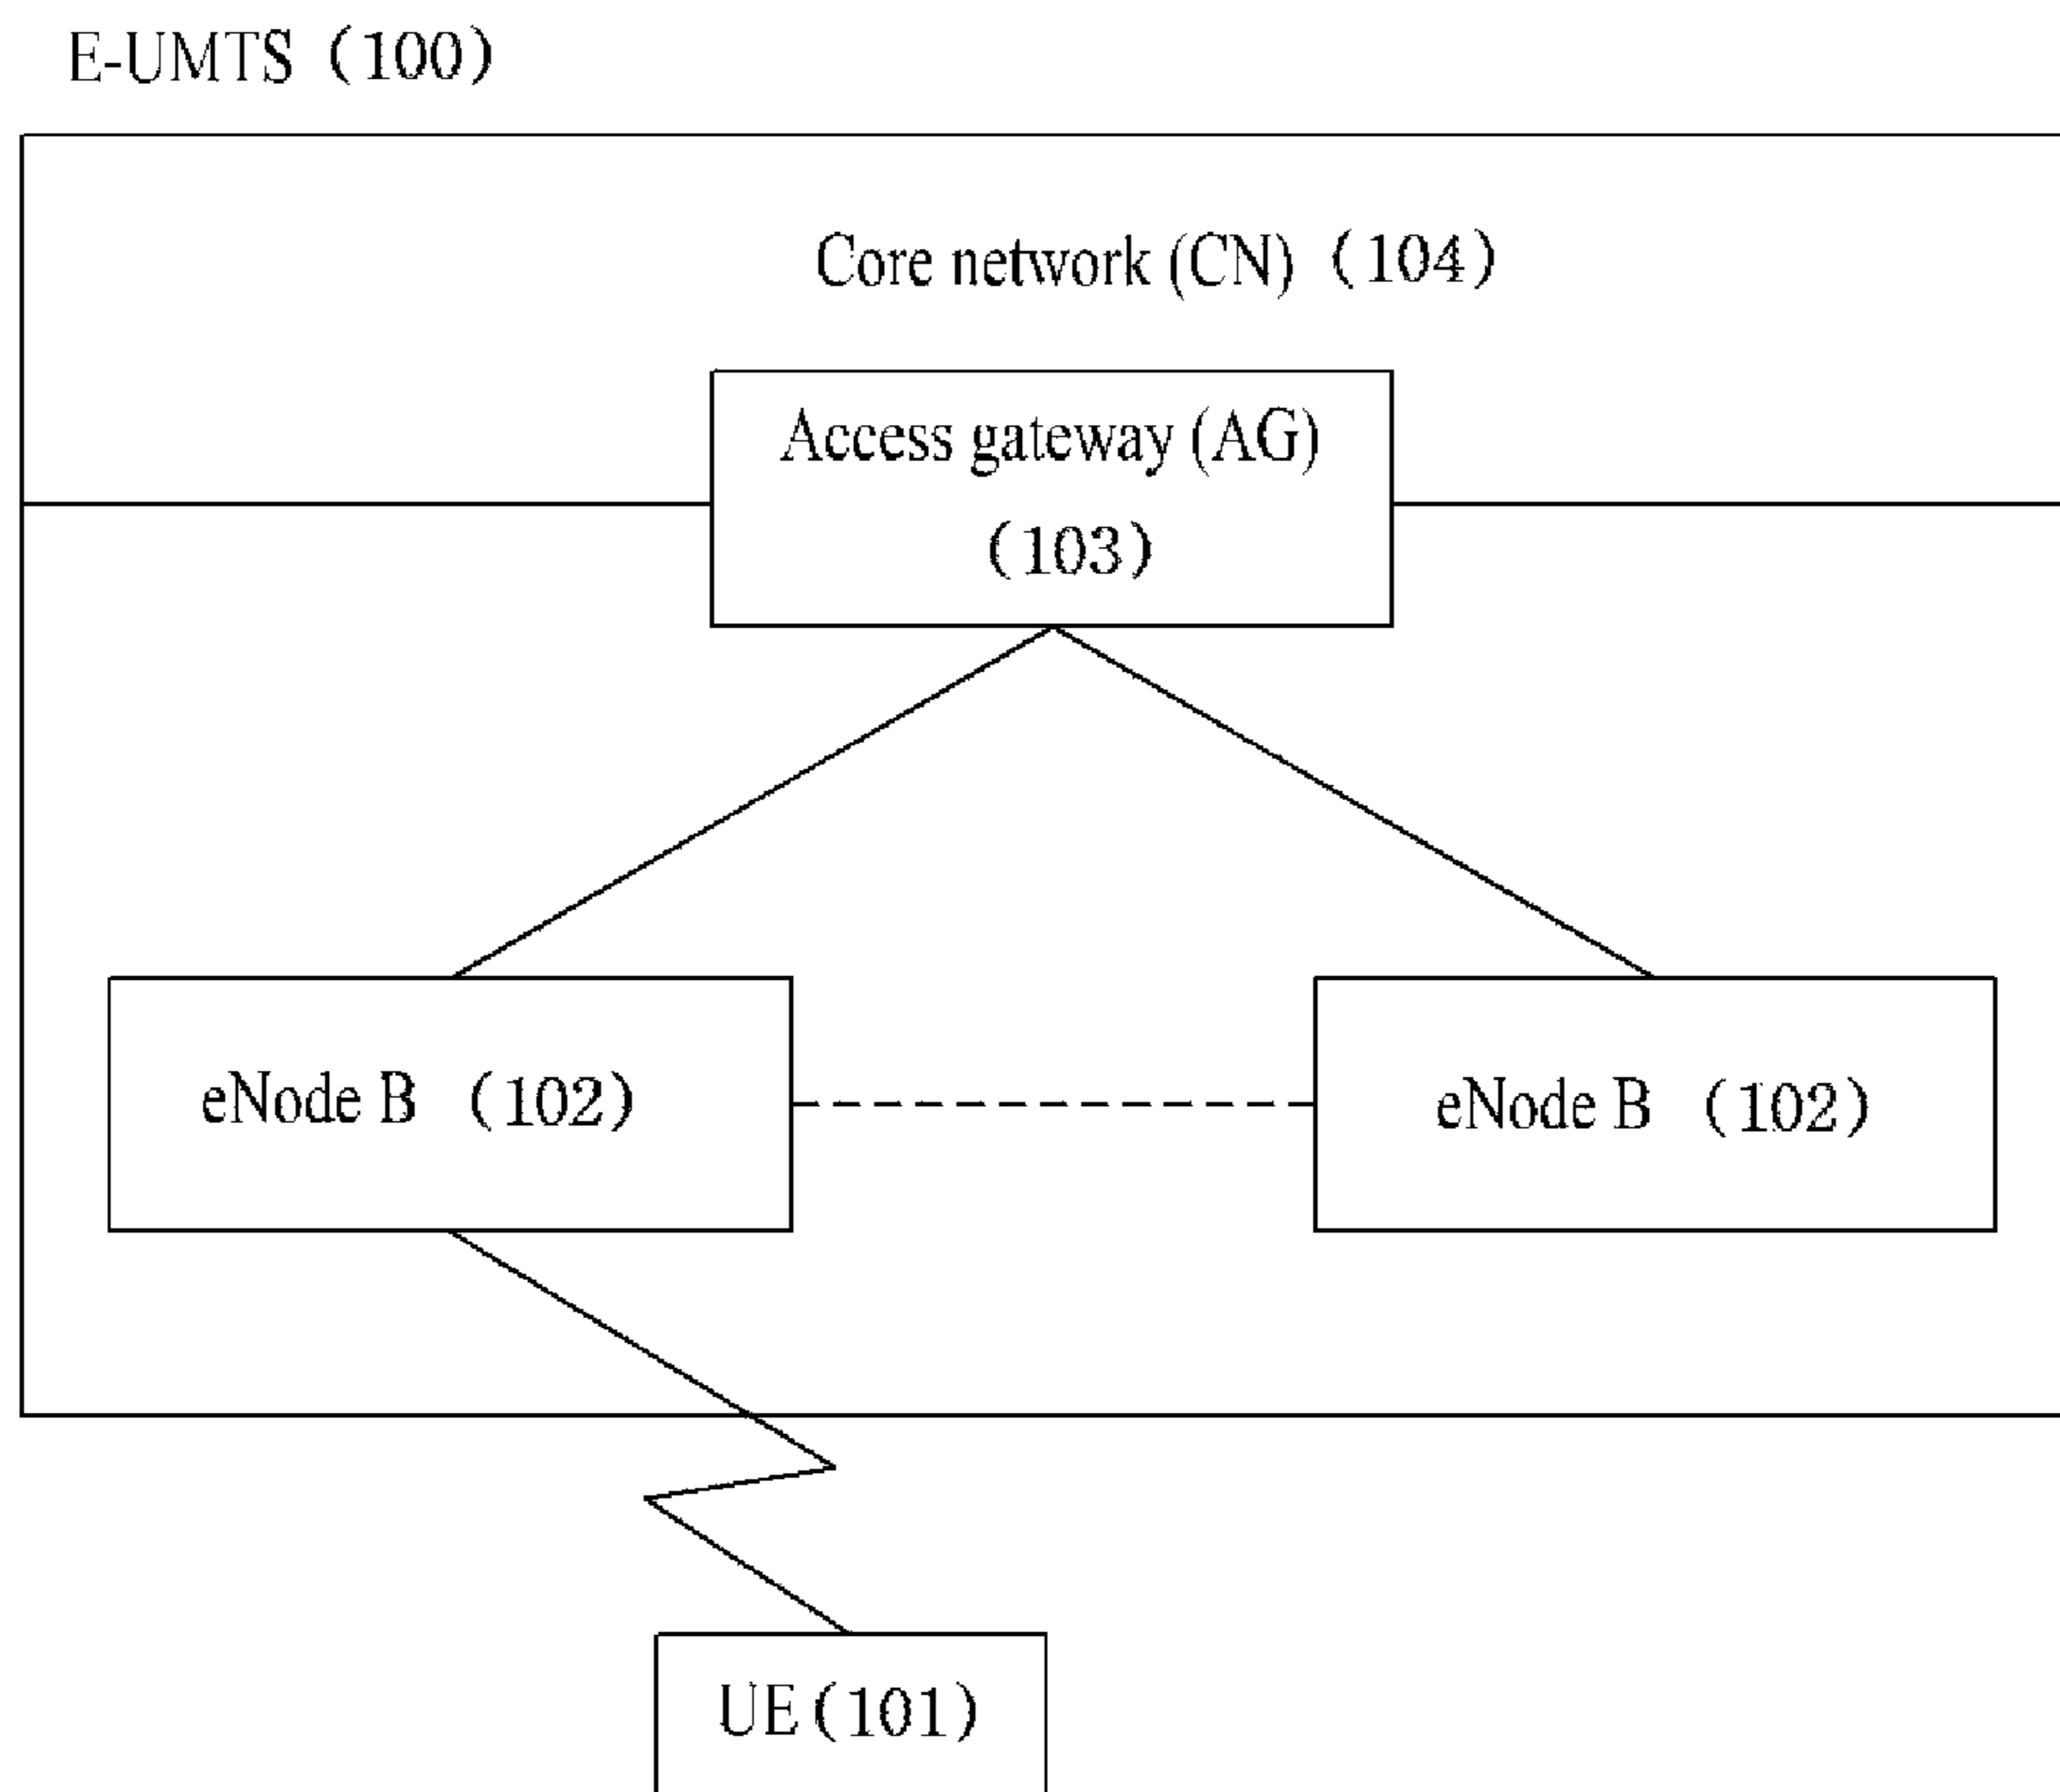 E-UMTS (100)
Core network (CN) (104)
Access gateway (AG)
(103)
eNode B (102)
eNode B (102)
UE(101)